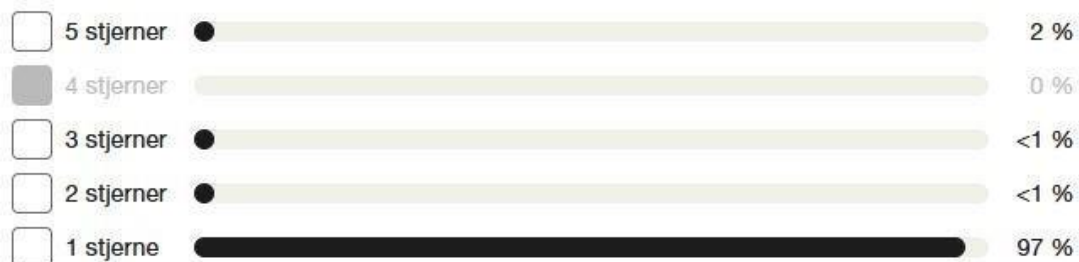 5 stjerner 2 %
4 stjerner 0 %
3 stjerner <1 %
2 stjerner <1 %
1 stjerne 97 %